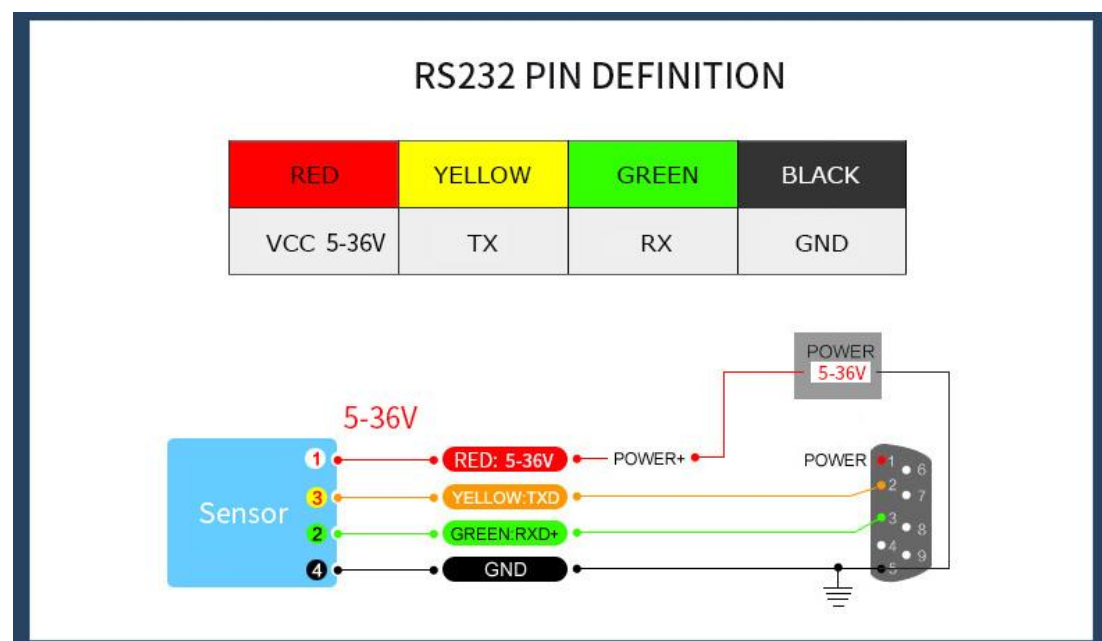 RS232 PIN DEFINITION
RED YELLOW GREEN BLACK
VCC 5-36V TX RX GND
POWER
5-36V
5-36V
1 RED: 5-36V POWER+ POWER 1 6
Sensor
3 YELLOW:TXD 2 7
2 GREEN:RXD+ 3 8
4 GND 4 9
5